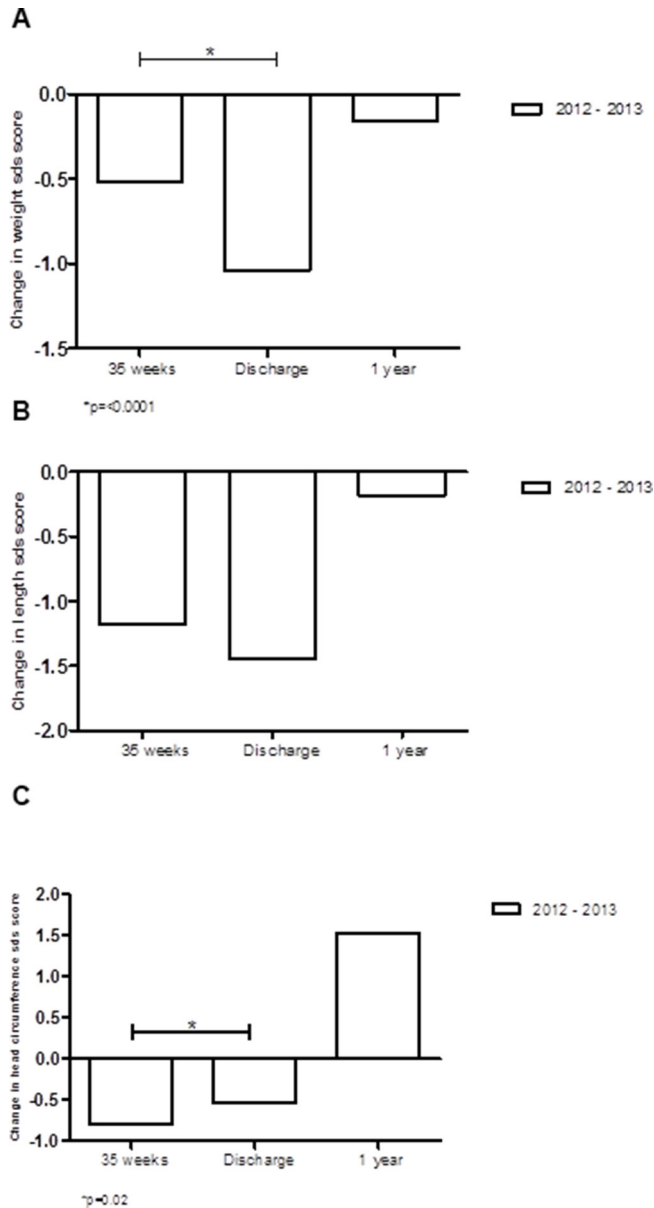 A
*
0.0
-0.5
-1.0
-1.5
Change in weight sds score
2012 - 2013
35 weeks Discharge 1 year
*p=<0.0001
B
0.0
-0.5
-1.0
-1.5
-2.0
Change in length sds score
2012 - 2013
35 weeks Discharge 1 year
C
2.0
1.5
1.0
0.5
0.0
-0.5
-1.0
Change in head circumference sds score
*
2012 - 2013
35 weeks Discharge 1 year
*p=0.02